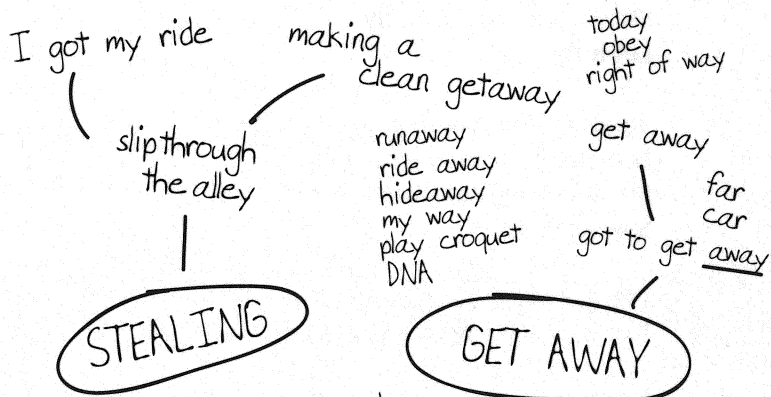 I got my ride
making a
clean getaway
today
obey
right of way
slip through
the alley
runaway
ride away
hideaway
my way
play croquet
DNA
get away
far
car
got to get away
STEALING
GET AWAY